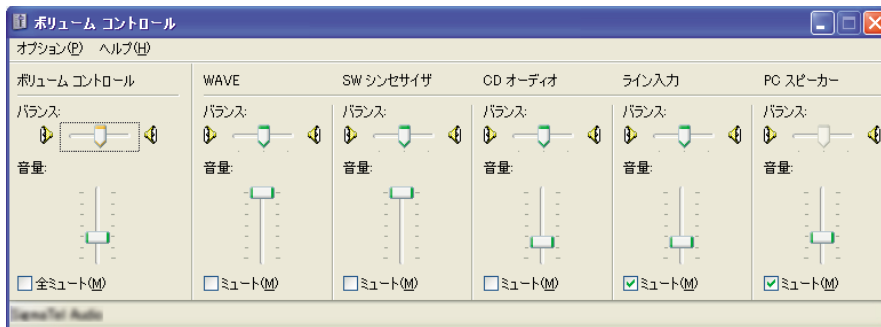 ボリューム コントロール
オプション(P) ヘルプ(H)
ボリューム コントロール WAVE SW シンセサイザ CD オーディオ ライン入力 PC スピーカー
バランス: バランス: バランス: バランス: バランス: バランス:
音量: 音量: 音量: 音量: 音量: 音量:
全ミュート(M) ミュート(M) ミュート(M) ミュート(M) ミュート(M) ミュート(M)